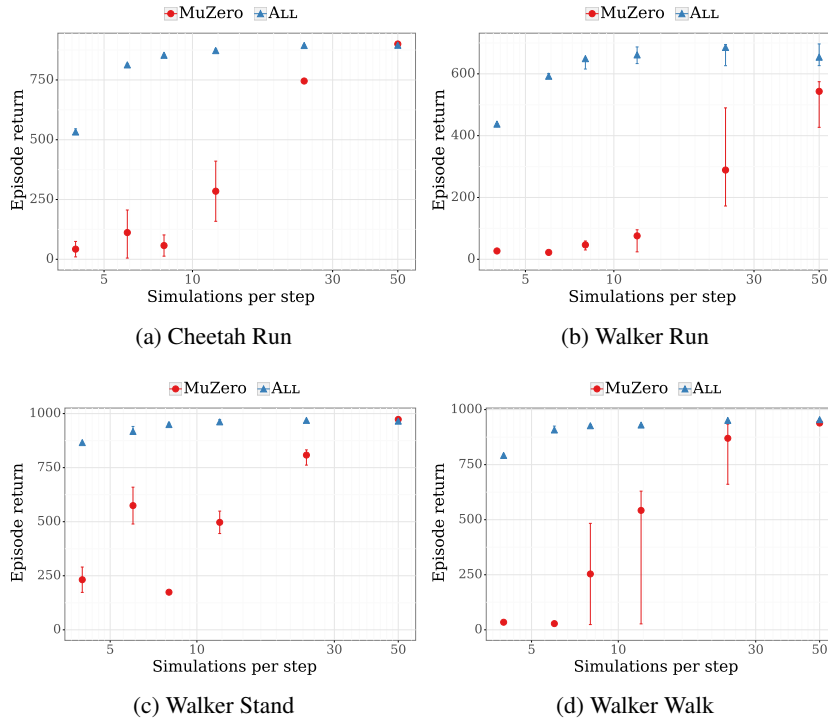 MuZero ALL
MuZero ALL
Episode return
750
500
250
0
5
10
30
50
Simulations per step
(a) Cheetah Run
Episode return
600
400
200
0
5
10
30
50
Simulations per step
(b) Walker Run
MuZero ALL
MuZero ALL
Episode return
1000
750
500
250
0
5
10
30
50
Simulations per step
(c) Walker Stand
Episode return
1000
750
500
250
0
5
10
30
50
Simulations per step
(d) Walker Walk